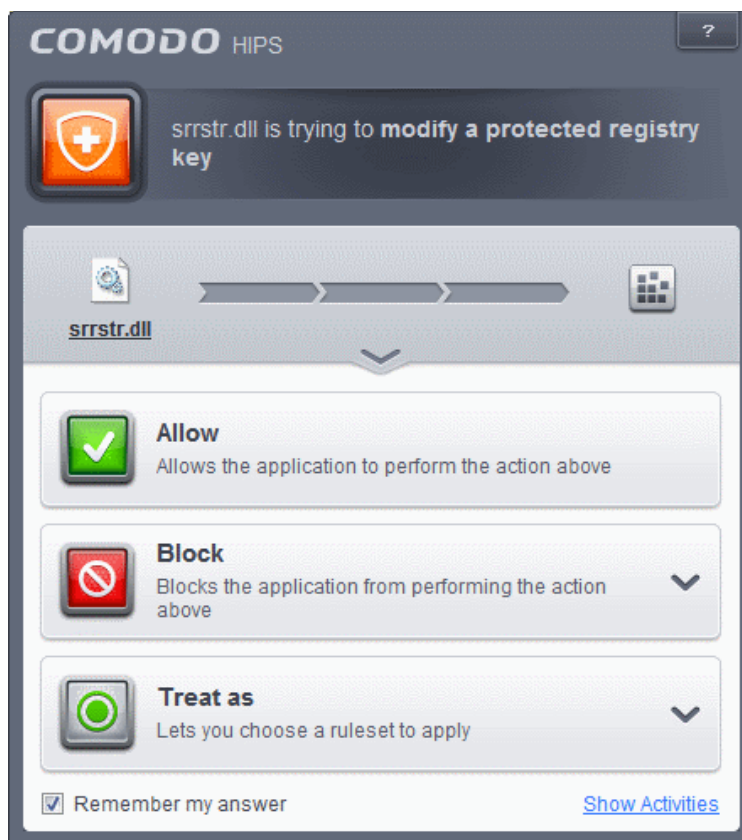 COMODO HIPS
?
srrstr.dll is trying to modify a protected registry
key
srrstr.dll
Allow
Allows the application to perform the action above
Block
Blocks the application from performing the action
above
Treat as
Lets you choose a ruleset to apply
Remember my answer
Show Activities